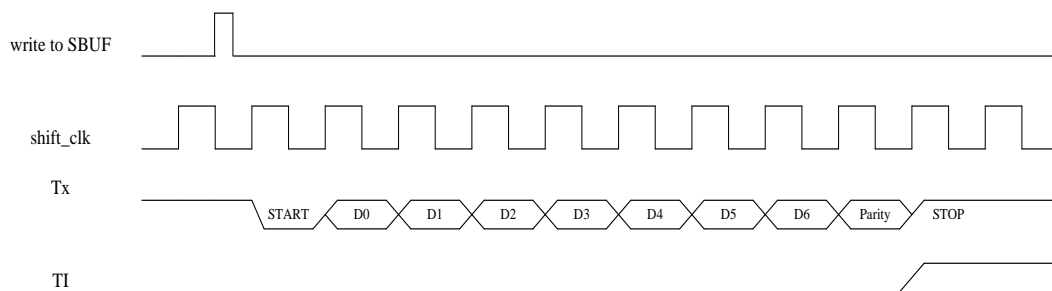 write to SBUF
shift_clk
Tx
START D0 D1 D2 D3 D4 D5 D6 Parity STOP
TI